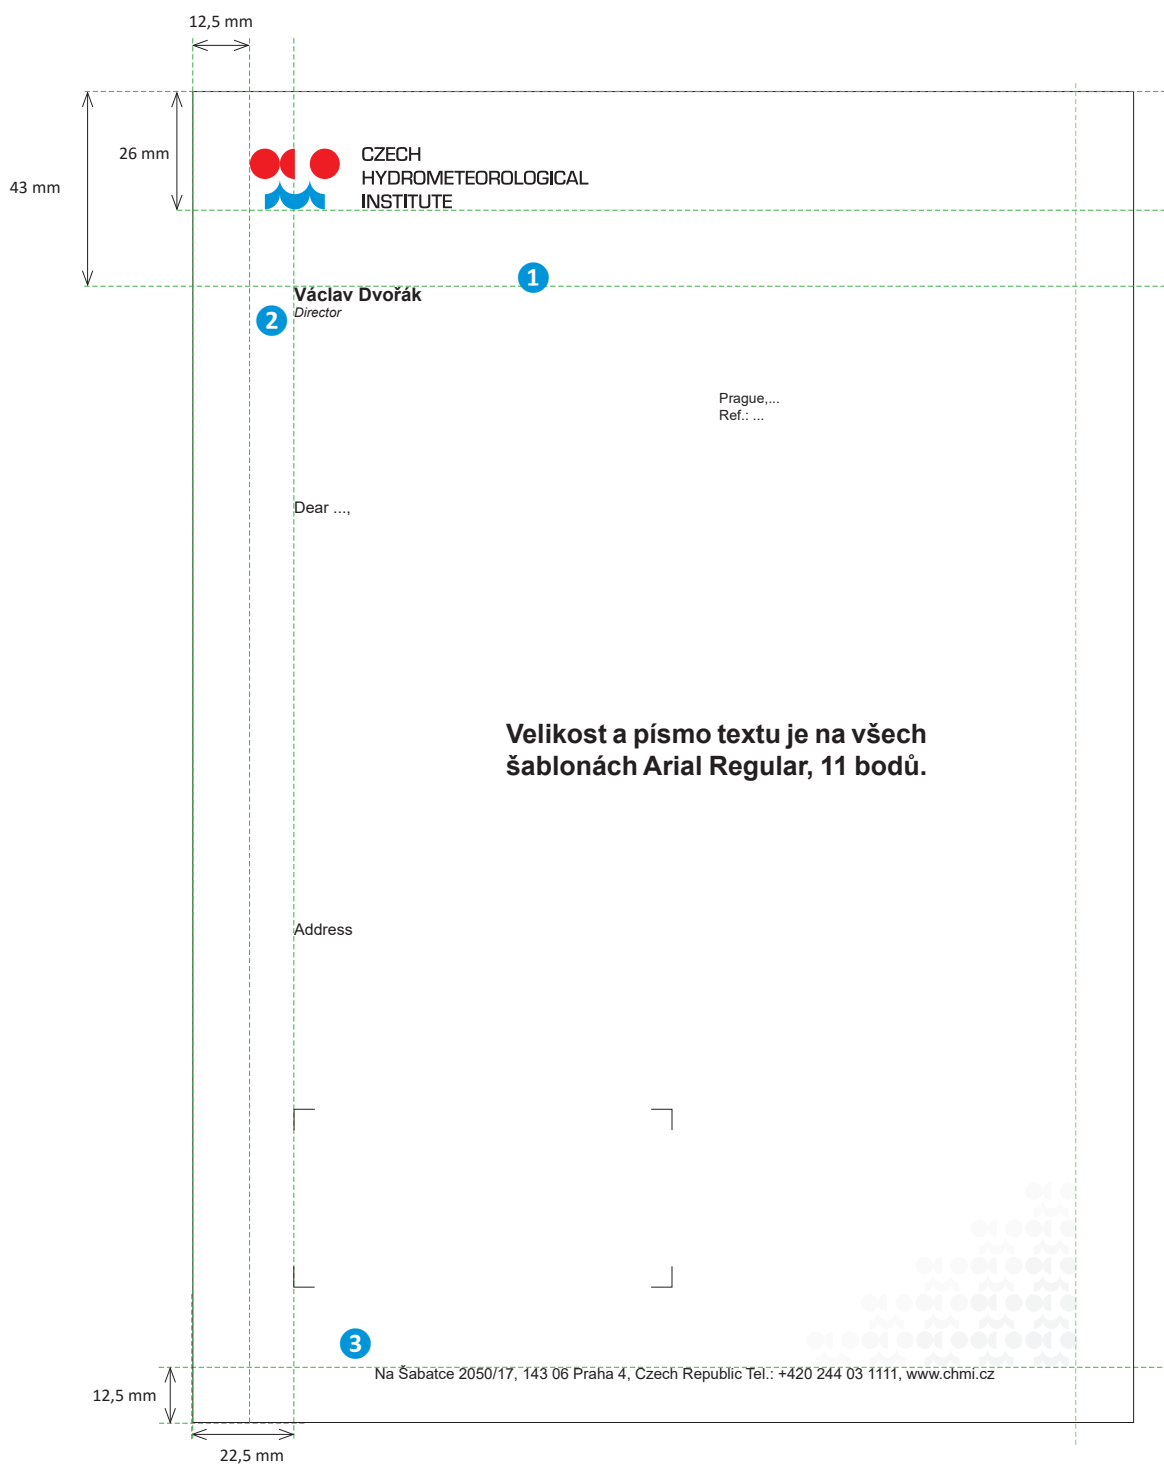 12,5 mm
26 mm
43 mm
CZECH
HYDROMETEOROLOGICAL
INSTITUTE
1
Václav Dvořák
2
Director
Prague,...
Ref.: ...
Dear ...,
Velikost a písmo textu je na všech
šablonách Arial Regular, 11 bodů.
Address
3
Na Šabatce 2050/17, 143 06 Praha 4, Czech Republic Tel.: +420 244 03 1111, www.chmi.cz
12,5 mm
22,5 mm